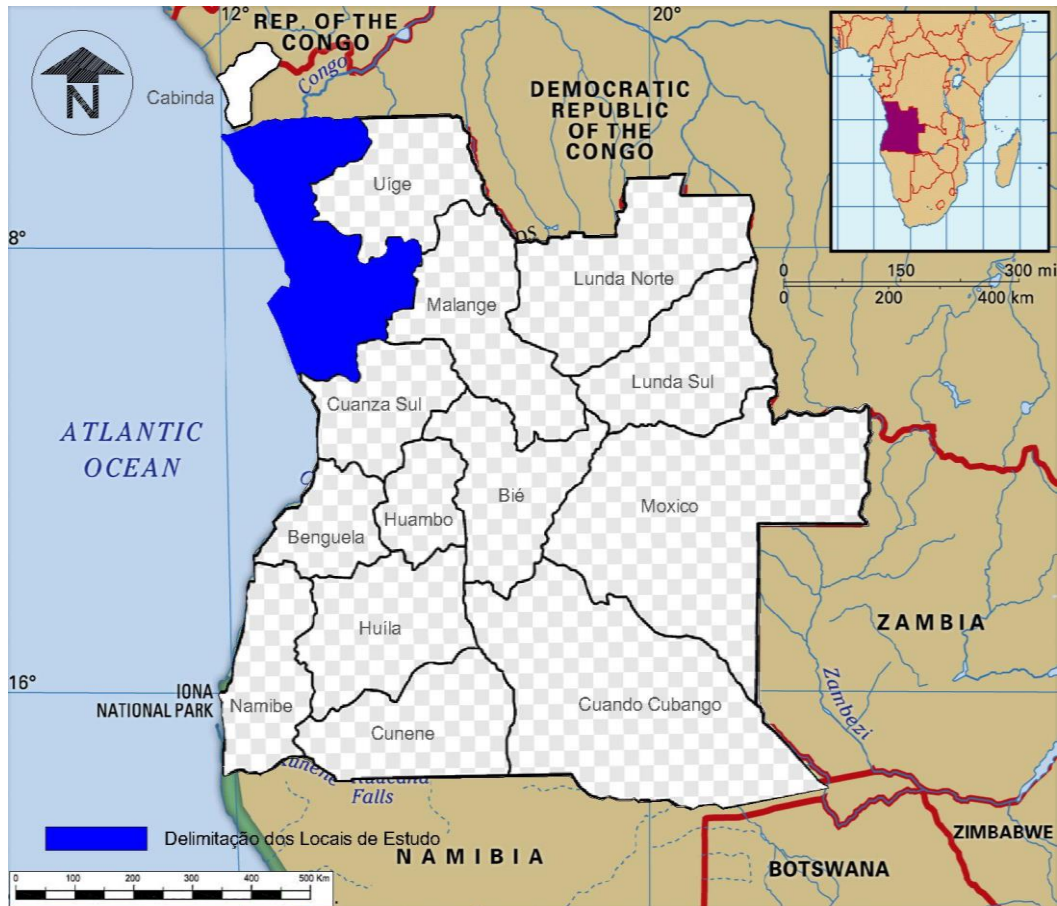 12°
REP. OF THE
CONGO
20°
N
Cabinda
Congo
DEMOCRATIC
REPUBLIC
OF THE
CONGO
Uíge
8°
Malange
Lunda Norte
0 150 300 mi
0 200 400 km
Lunda Sul
Cuanza Sul
ATLANTIC
OCEAN
Bié
Moxico
Huambo
Benguela
ZAMBIA
Huila
16°
IONA
NATIONAL PARK
Namibe
Cuando Cubango
Zambezi
Cunene
Falls
Delimitação dos Locais de Estudo
NAMIBIA
ZIMBABWE
BOTSWANA
0 100 200 300 400 500 Km